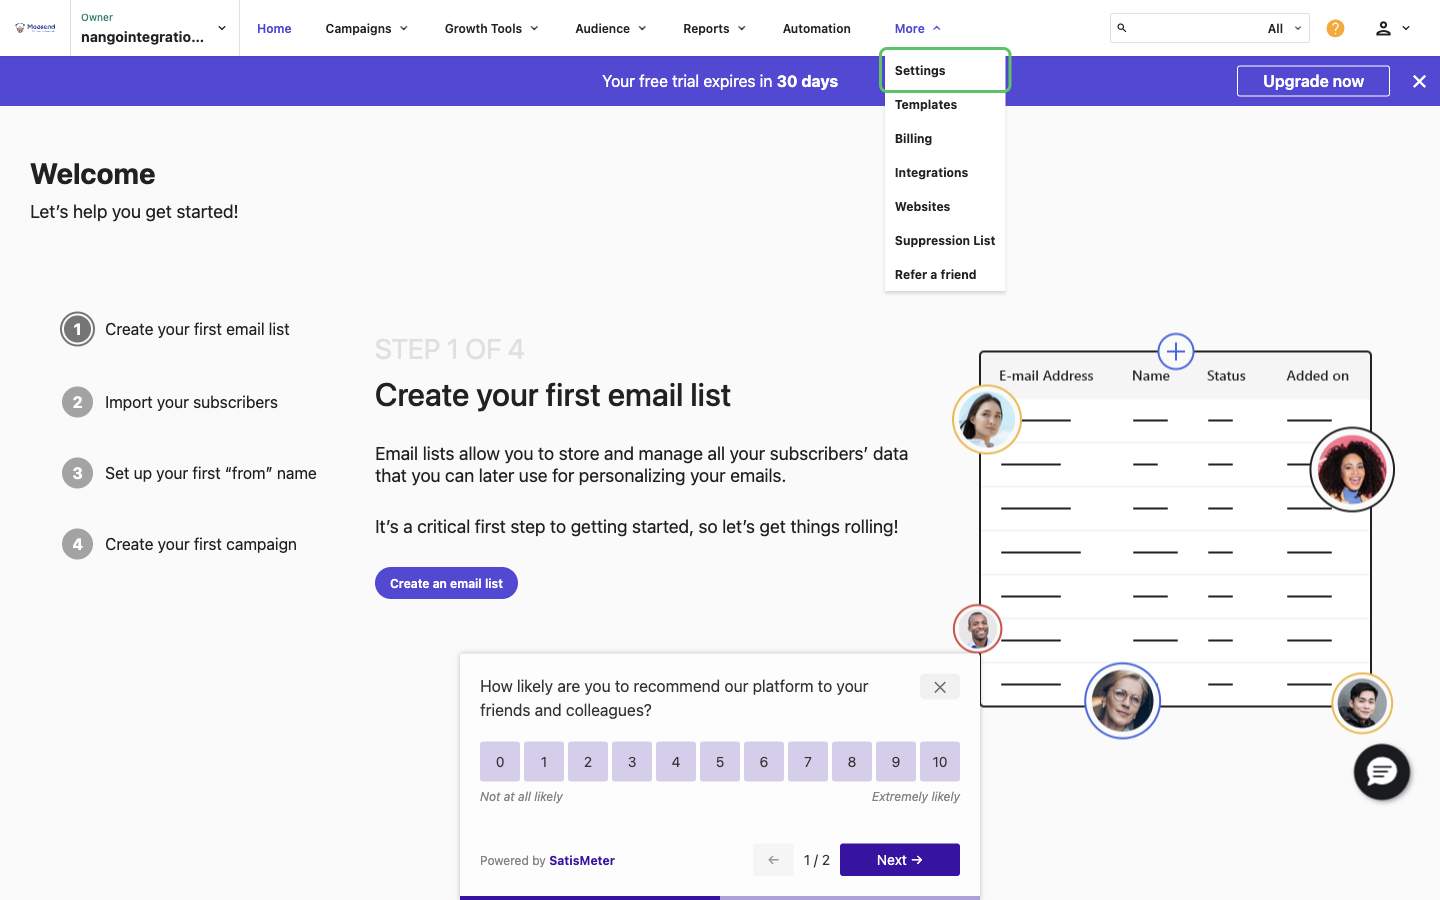 Moosend
Owner
nangointegratio...
Home
Campaigns
Growth Tools
Audience
Reports
Automation
More
All
?
Your free trial expires in 30 days
Upgrade now
Settings
Templates
Billing
Integrations
Websites
Suppression List
Refer a friend
Welcome
Let's help you get started!
1 Create your first email list
2 Import your subscribers
3 Set up your first “from” name
4 Create your first campaign
STEP 1 OF 4
Create your first email list
Email lists allow you to store and manage all your subscribers’ data
that you can later use for personalizing your emails.
It’s a critical first step to getting started, so let’s get things rolling!
Create an email list
E-mail Address Name Status Added on
How likely are you to recommend our platform to your
friends and colleagues?
0 1 2 3 4 5 6 7 8 9 10
Not at all likely Extremely likely
Powered by SatisMeter
1 / 2
Next →